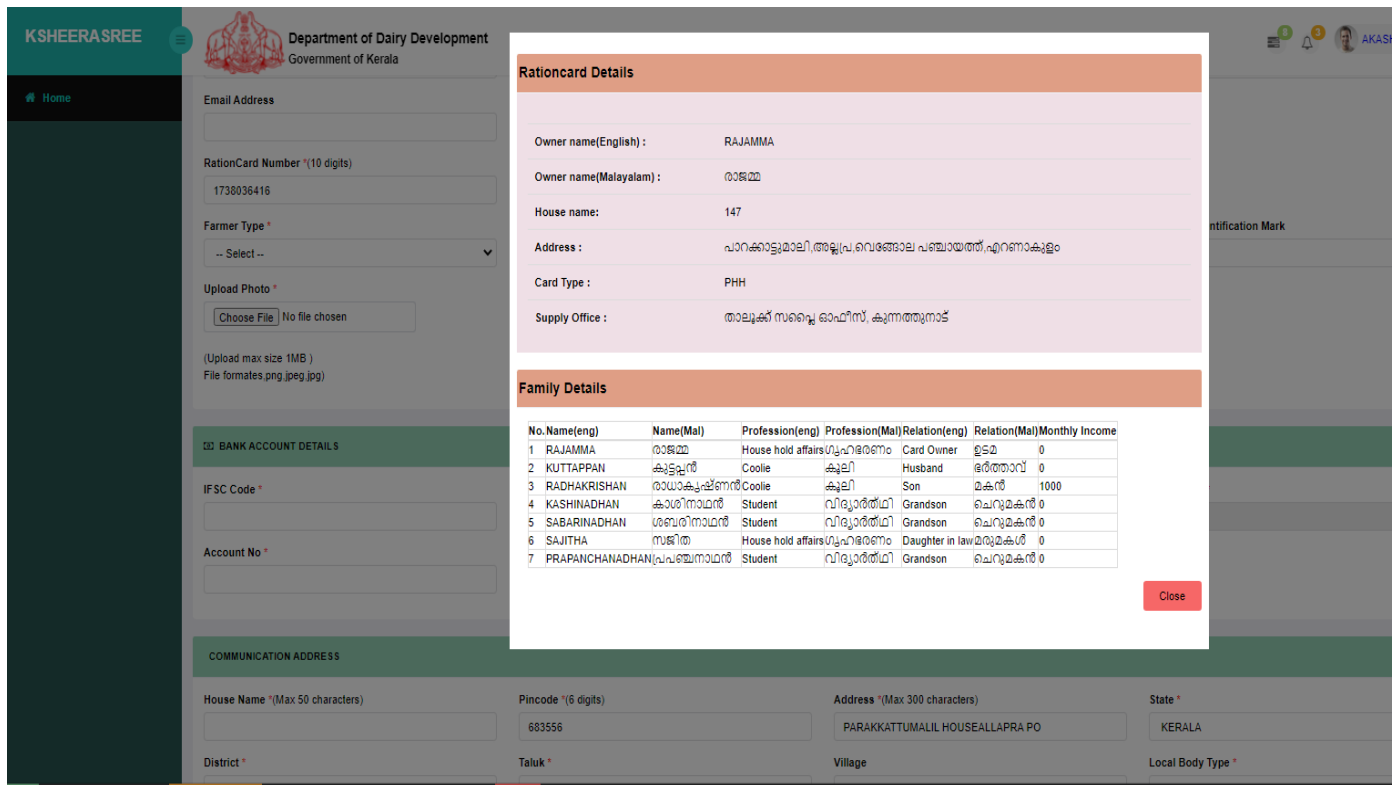 KSHEERASREE
Department of Dairy Development
Government of Kerala
0
3
AKASH
Home
Email Address
RationCard Number *(10 digits)
1738036416
Farmer Type *
-- Select --
Upload Photo *
Choose File No file chosen
(Upload max size 1MB )
File formates,png,jpeg,jpg)
ntification Mark
Rationcard Details
Owner name(English) : RAJAMMA
Owner name(Malayalam) : രാജമ്മ
House name: 147
Address : പാറക്കാട്ടുമാലി,അല്ലപ്ര,വെങ്ങോല പഞ്ചായത്ത്,എറണാകുളം
Card Type : PHH
Supply Office : താലൂക്ക് സപ്ലൈ ഓഫീസ്, കുന്നത്തുനാട്
Family Details
No. Name(eng) Name(Mal) Profession(eng) Profession(Mal) Relation(eng) Relation(Mal) Monthly Income
1 RAJAMMA രാജമ്മ House hold affairs ഗൃഹഭരണം Card Owner ഉടമ 0
2 KUTTAPPAN കുട്ടപ്പൻ Coolie കൂലി Husband ഭർത്താവ് 0
3 RADHAKRISHAN രാധാകൃഷ്ണൻ Coolie കൂലി Son മകൻ 1000
4 KASHINADHAN കാശിനാഥൻ Student വിദ്യാർത്ഥി Grandson ചെറുമകൻ 0
5 SABARINADHAN ശബരിനാഥൻ Student വിദ്യാർത്ഥി Grandson ചെറുമകൻ 0
6 SAJITHA സജിത House hold affairs ഗൃഹഭരണം Daughter in law മരുമകൾ 0
7 PRAPANCHANADHAN പ്രപഞ്ചനാഥൻ Student വിദ്യാർത്ഥി Grandson ചെറുമകൻ 0
Close
BANK ACCOUNT DETAILS
IFSC Code *
Account No *
COMMUNICATION ADDRESS
House Name *(Max 50 characters) Pincode *(6 digits) Address *(Max 300 characters) State *
683556 PARAKKATTUMALIL HOUSEALLAPRA PO KERALA
District * Taluk * Village Local Body Type *